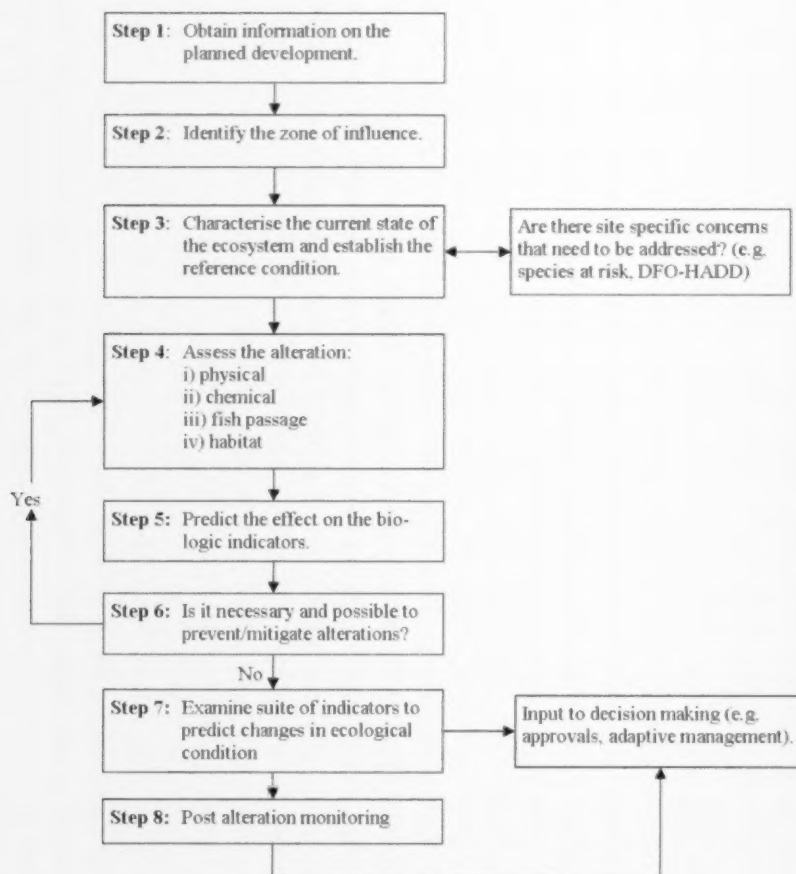 Step 1: Obtain information on the
planned development.
Step 2: Identify the zone of influence.
Step 3: Characterise the current state of
the ecosystem and establish the
reference condition.
Are there site specific concerns
that need to be addressed? (e.g.
species at risk, DFO-HADD)
Step 4: Assess the alteration:
i) physical
ii) chemical
iii) fish passage
iv) habitat
Yes
Step 5: Predict the effect on the bio-
logic indicators.
Step 6: Is it necessary and possible to
prevent/mitigate alterations?
No
Step 7: Examine suite of indicators to
predict changes in ecological
condition
Input to decision making (e.g.
approvals, adaptive management).
Step 8: Post alteration monitoring